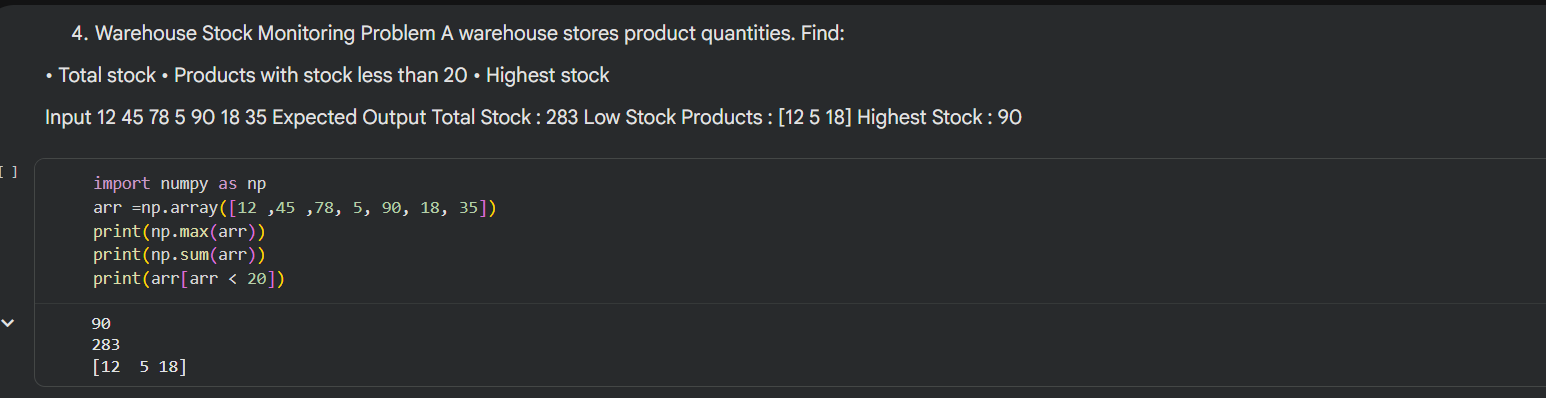 4. Warehouse Stock Monitoring Problem A warehouse stores product quantities. Find:
• Total stock • Products with stock less than 20 • Highest stock
Input 12 45 78 5 90 18 35 Expected Output Total Stock : 283 Low Stock Products : [12 5 18] Highest Stock : 90
[ ]
import numpy as np
arr =np.array([12 ,45 ,78, 5, 90, 18, 35])
print(np.max(arr))
print(np.sum(arr))
print(arr[arr < 20])
90
283
[12  5 18]